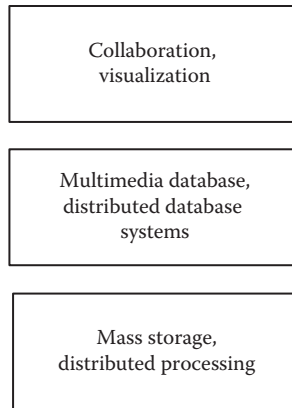 Collaboration,
visualization
Multimedia database,
distributed database
systems
Mass storage,
distributed processing